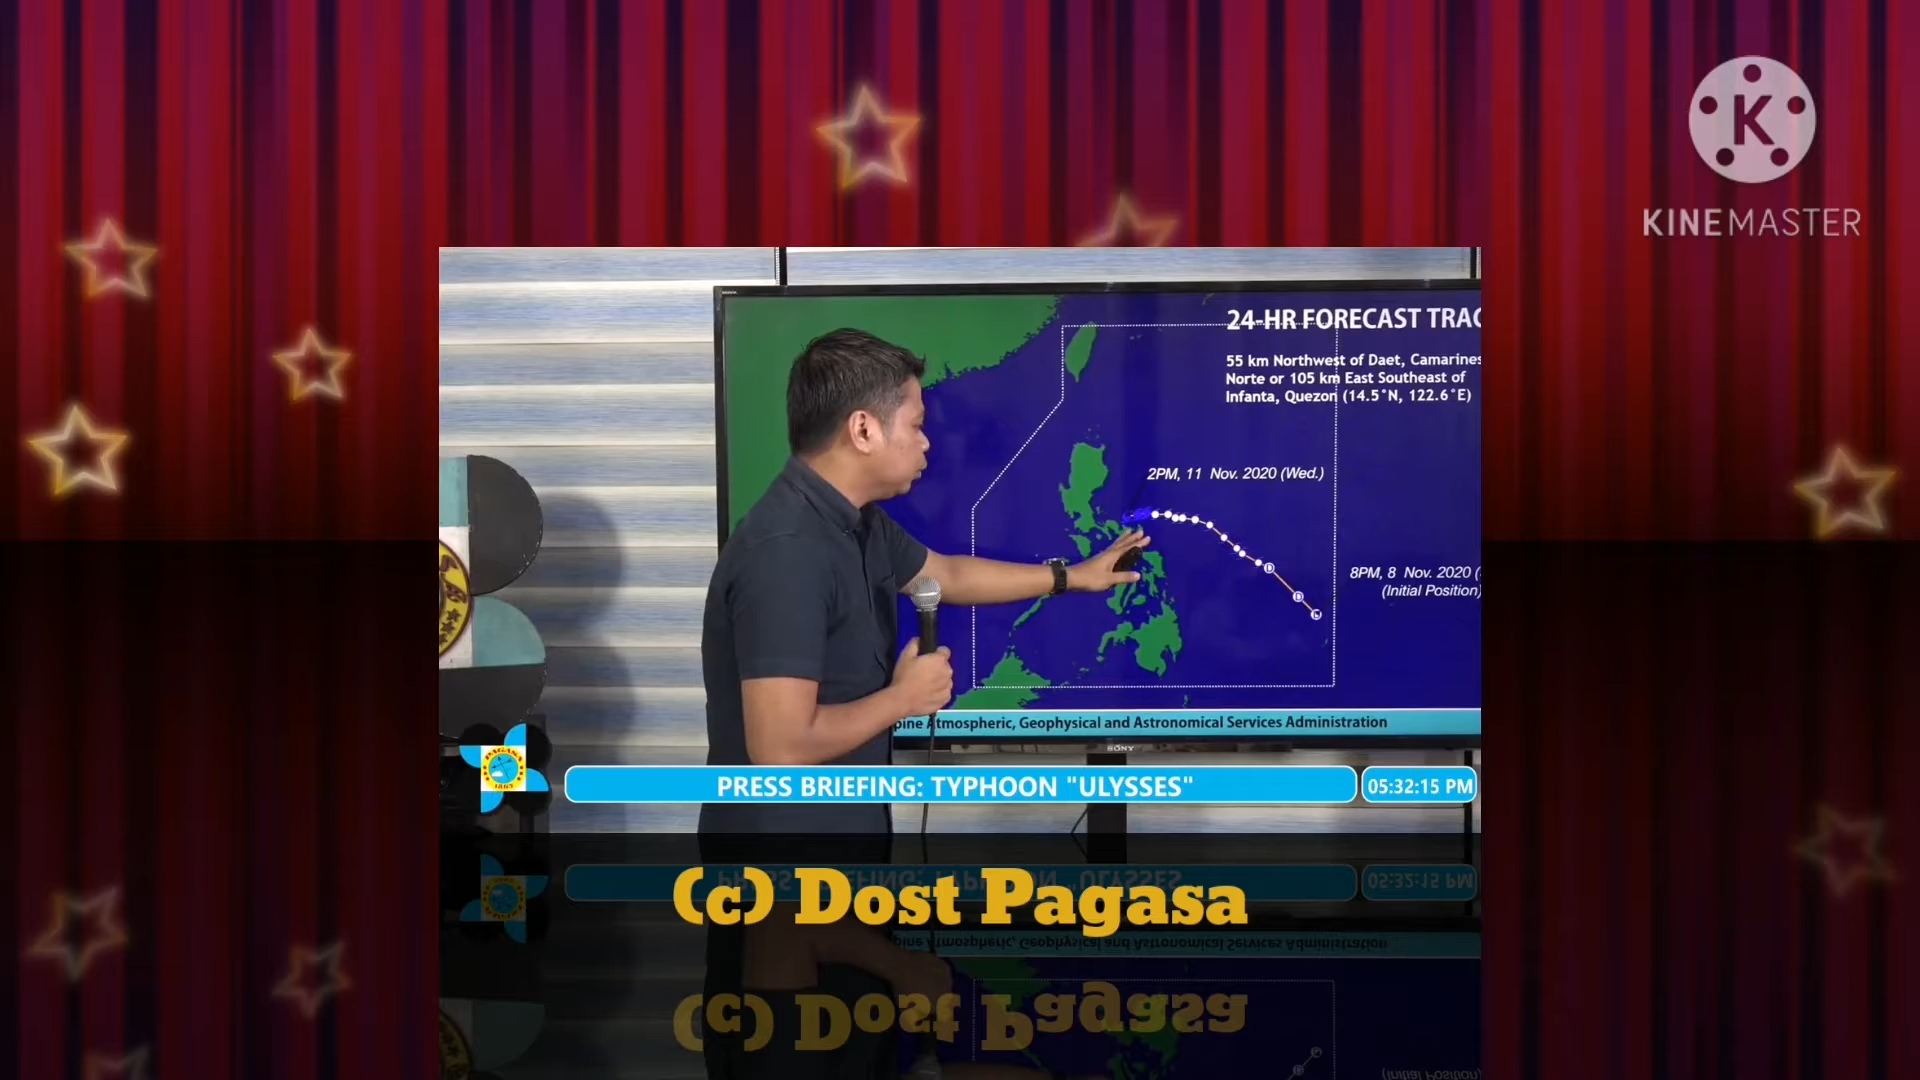 K
KINEMASTER
24-HR FORECAST TRAC
55 km Northwest of Daet, Camarines
Norte or 105 km East Southeast of
Infanta, Quezon (14.5°N, 122.6°E)
2PM, 11 Nov. 2020 (Wed.)
8PM, 8 Nov. 2020 (
(Initial Position)
pine Atmospheric, Geophysical and Astronomical Services Administration
SONY
PAGASA
1865
PRESS BRIEFING: TYPHOON "ULYSSES"
05:32:15 PM
(c) Dost Pagasa